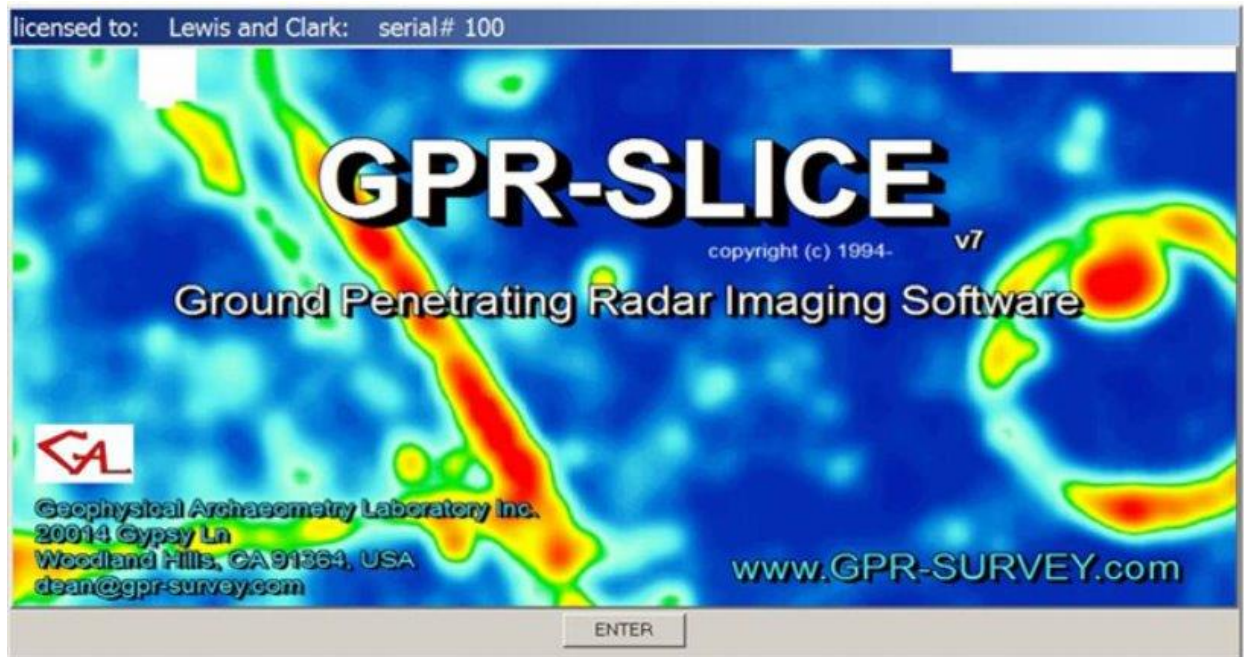 licensed to: Lewis and Clark: serial# 100
GPR-SLICE
v7
copyright (c) 1994-
Ground Penetrating Radar Imaging Software
GAL
Geophysical Archaeometry Laboratory Inc.
20014 Gypsy Ln
Woodland Hills, CA 91364, USA
dean@gpr-survey.com
www.GPR-SURVEY.com
ENTER